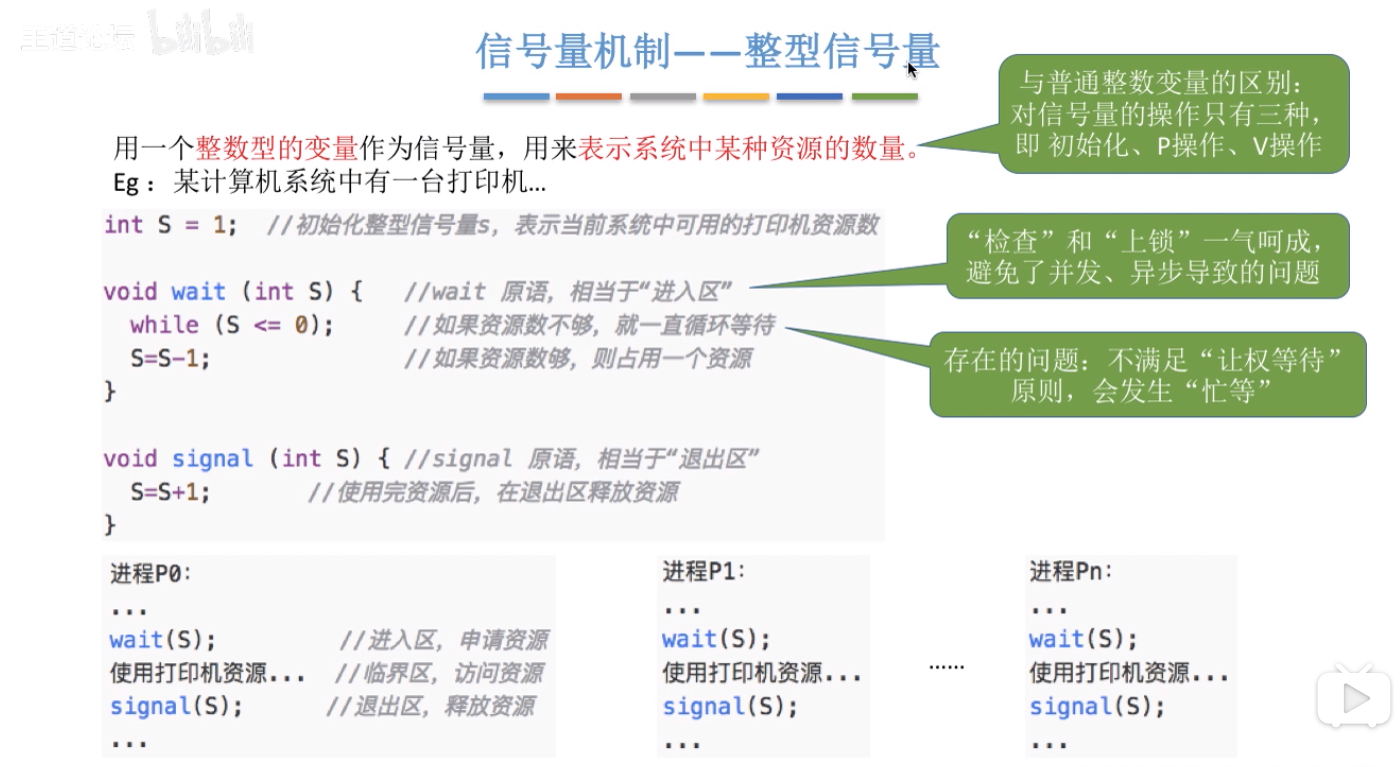 王道论坛 bilibili
信号量机制——整型信号量
与普通整数变量的区别：
对信号量的操作只有三种，
即 初始化、P操作、V操作
用一个整数型的变量作为信号量，用来表示系统中某种资源的数量。
Eg：某计算机系统中有一台打印机...
int S = 1;  //初始化整型信号量s，表示当前系统中可用的打印机资源数
“检查”和“上锁”一气呵成，
避免了并发、异步导致的问题
void wait (int S) {   //wait 原语，相当于“进入区”
while (S <= 0);     //如果资源数不够，就一直循环等待
S=S-1;              //如果资源数够，则占用一个资源
}
存在的问题：不满足“让权等待”
原则，会发生“忙等”
void signal (int S) { //signal 原语，相当于“退出区”
S=S+1;       //使用完资源后，在退出区释放资源
}
进程P0：
...
wait(S);         //进入区，申请资源
使用打印机资源...  //临界区，访问资源
signal(S);      //退出区，释放资源
...
进程P1：
...
wait(S);
使用打印机资源...
signal(S);
...
......
进程Pn：
...
wait(S);
使用打印机资源...
signal(S);
...